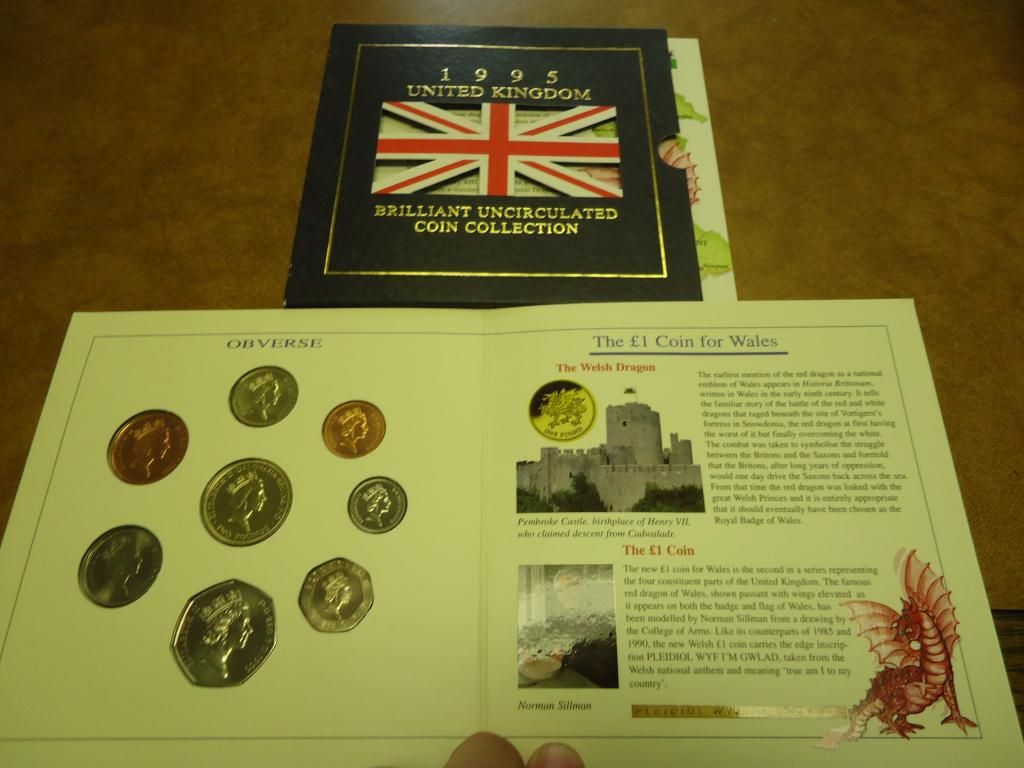 1995
UNITED KINGDOM
BRILLIANT UNCIRCULATED
COIN COLLECTION
OBVERSE
TWO POUNDS
The £1 Coin for Wales
The Welsh Dragon
ONE POUND
The earliest mention of the red dragon as a national
emblem of Wales appears in Historia Brittonum,
written in Wales in the early ninth century. It tells
the familiar story of the battle of the red and white
dragons that raged beneath the site of Vortigern's
fortress in Snowdonia, the red dragon at first having
the worst of it but finally overcoming the white.
The combat was taken to symbolise the struggle
between the Britons and the Saxons and foretold
that the Britons, after long years of oppression,
would one day drive the Saxons back across the sea.
From that time the red dragon was linked with the
great Welsh Princes and it is entirely appropriate
that it should eventually have been chosen as the
Royal Badge of Wales.
Pembroke Castle, birthplace of Henry VII,
who claimed descent from Cadwaladr.
The £1 Coin
The new £1 coin for Wales is the second in a series representing
the four constituent parts of the United Kingdom. The famous
red dragon of Wales, shown passant with wings elevated as
it appears on both the badge and flag of Wales, has
been modelled by Norman Sillman from a drawing by
the College of Arms. Like its counterparts of 1985 and
1990, the new Welsh £1 coin carries the edge inscrip-
tion PLEIDIOL WYF I'M GWLAD, taken from the
Welsh national anthem and meaning 'true am I to my
country'.
Norman Sillman
PLEIDIOL
Newport